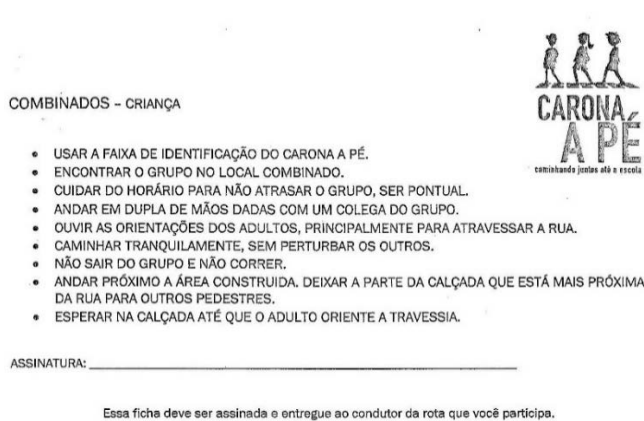 CARONA
A PÉ
caminhando juntos até a escola
COMBINADOS – CRIANÇA
• USAR A FAIXA DE IDENTIFICAÇÃO DO CARONA A PÉ.
• ENCONTRAR O GRUPO NO LOCAL COMBINADO.
• CUIDAR DO HORÁRIO PARA NÃO ATRASAR O GRUPO, SER PONTUAL.
• ANDAR EM DUPLA DE MÃOS DADAS COM UM COLEGA DO GRUPO.
• OUVIR AS ORIENTAÇÕES DOS ADULTOS, PRINCIPALMENTE PARA ATRAVESSAR A RUA.
• CAMINHAR TRANQUILAMENTE, SEM PERTURBAR OS OUTROS.
• NÃO SAIR DO GRUPO E NÃO CORRER.
• ANDAR PRÓXIMO A ÁREA CONSTRUIDA. DEIXAR A PARTE DA CALÇADA QUE ESTÁ MAIS PRÓXIMA
DA RUA PARA OUTROS PEDESTRES.
• ESPERAR NA CALÇADA ATÉ QUE O ADULTO ORIENTE A TRAVESSIA.
ASSINATURA:
Essa ficha deve ser assinada e entregue ao condutor da rota que você participa.